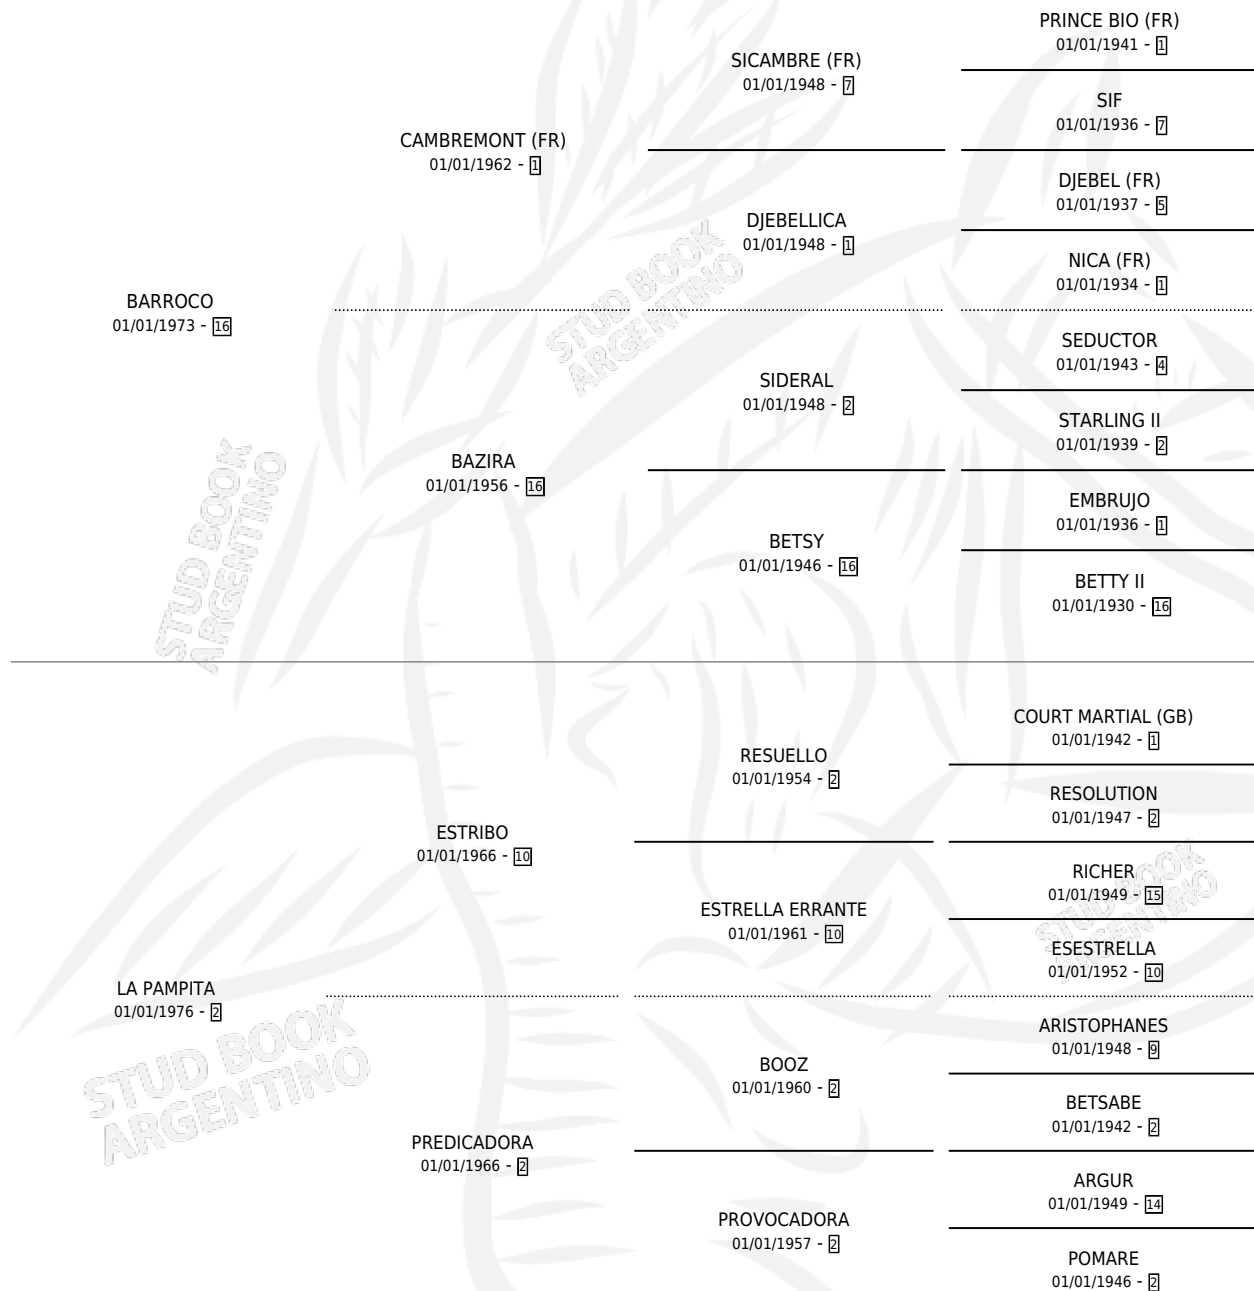 BARROCO
01/01/1973 - 16
CAMBREMONT (FR)
01/01/1962 - 1
BAZIRA
01/01/1956 - 16
SICAMBRE (FR)
01/01/1948 - 7
DJEBELLICA
01/01/1948 - 1
SIDERAL
01/01/1948 - 2
BETSY
01/01/1946 - 16
PRINCE BIO (FR)
01/01/1941 - 1
SIF
01/01/1936 - 7
DJEBEL (FR)
01/01/1937 - 5
NICA (FR)
01/01/1934 - 1
SEDUCTOR
01/01/1943 - 4
STARLING II
01/01/1939 - 2
EMBRUJO
01/01/1936 - 1
BETTY II
01/01/1930 - 16
LA PAMPITA
01/01/1976 - 2
ESTRIBO
01/01/1966 - 10
PREDICADORA
01/01/1966 - 2
RESUELLO
01/01/1954 - 2
ESTRELLA ERRANTE
01/01/1961 - 10
BOOZ
01/01/1960 - 2
PROVOCADORA
01/01/1957 - 2
COURT MARTIAL (GB)
01/01/1942 - 1
RESOLUTION
01/01/1947 - 2
RICHER
01/01/1949 - 15
ESESTRELLA
01/01/1952 - 10
ARISTOPHANES
01/01/1948 - 9
BETSABE
01/01/1942 - 2
ARGUR
01/01/1949 - 14
POMARE
01/01/1946 - 2
STUD BOOK
ARGENTINO
STUD BOOK
ARGENTINO
STUD BOOK
ARGENTINO
STUD BOOK
ARGENTINO